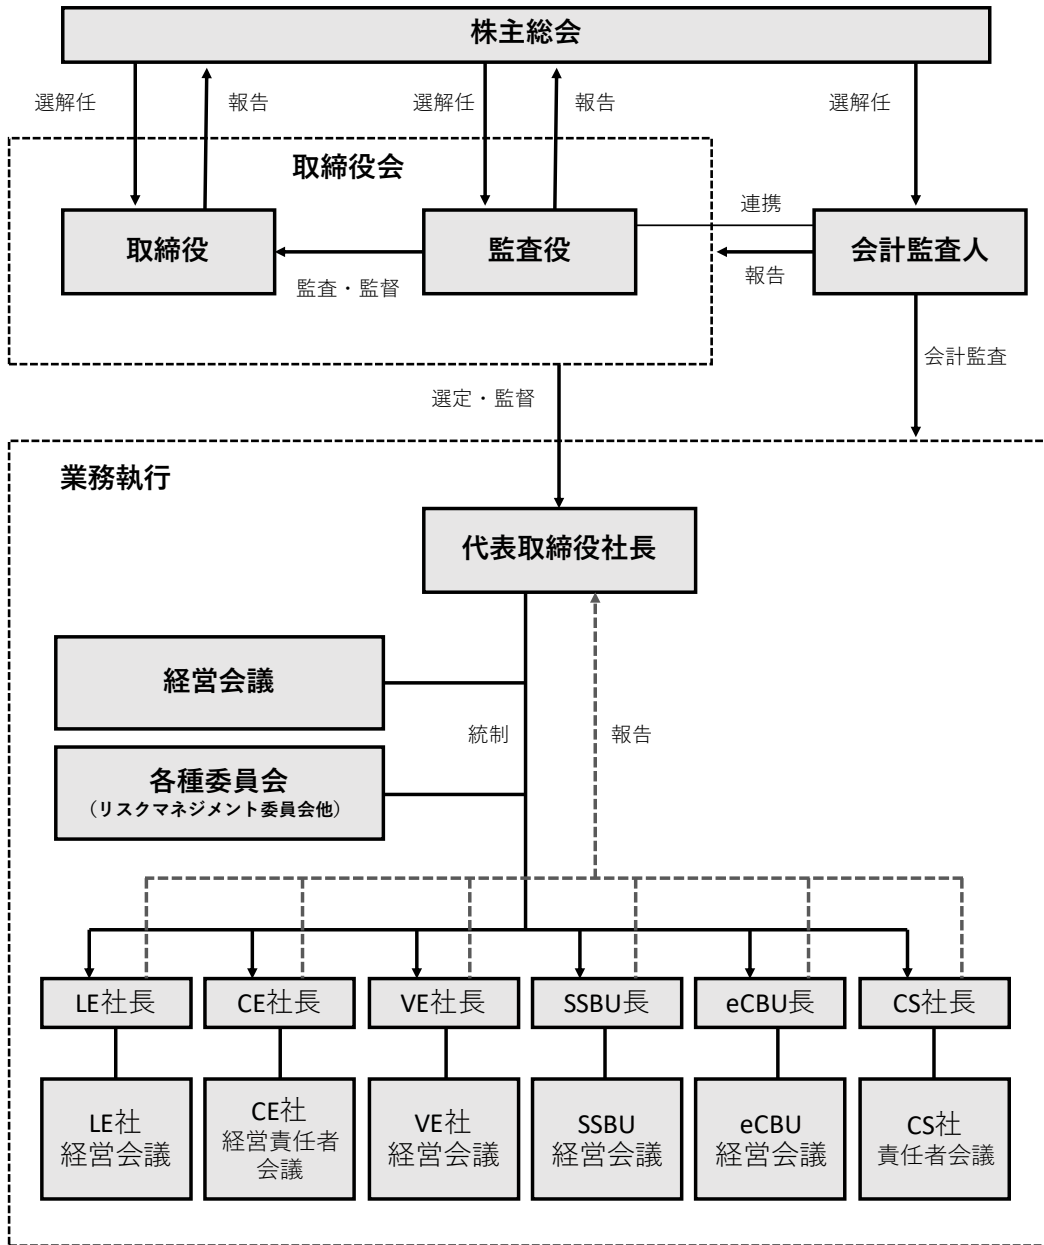 株主総会
選解任
報告
選解任
報告
選解任
取締役会
取締役
監査役
会計監査人
監査・監督
連携
報告
会計監査
選定・監督
業務執行
代表取締役社長
経営会議
統制
報告
各種委員会
（リスクマネジメント委員会他）
LE社長
CE社長
VE社長
SSBU長
eCBU長
CS社長
LE社
経営会議
CE社
経営責任者
会議
VE社
経営会議
SSBU
経営会議
eCBU
経営会議
CS社
責任者会議